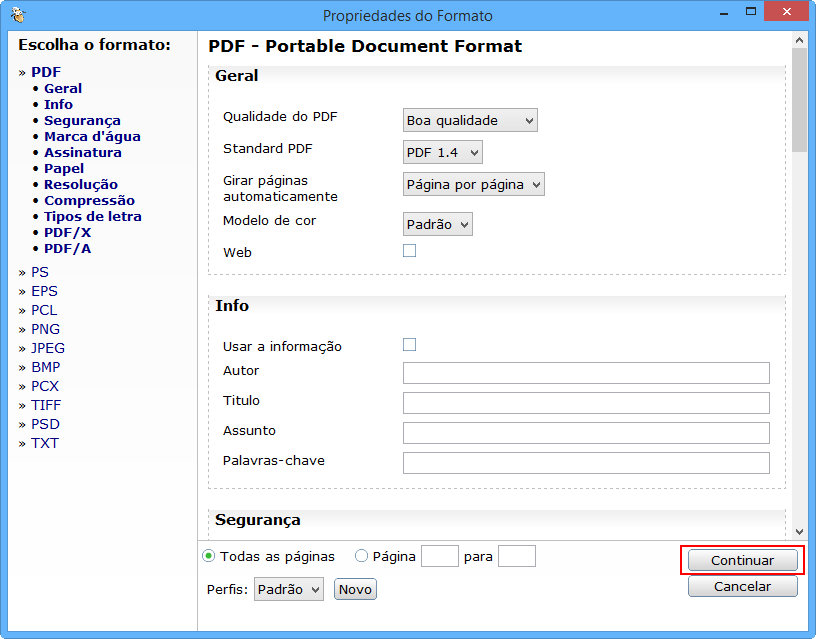 Propriedades do Formato
Escolha o formato:
» PDF
• Geral
• Info
• Segurança
• Marca d'água
• Assinatura
• Papel
• Resolução
• Compressão
• Tipos de letra
• PDF/X
• PDF/A
» PS
» EPS
» PCL
» PNG
» JPEG
» BMP
» PCX
» TIFF
» PSD
» TXT
PDF - Portable Document Format
Geral
Qualidade do PDF Boa qualidade
Standard PDF PDF 1.4
Girar páginas
automaticamente Página por página
Modelo de cor Padrão
Web
Info
Usar a informação
Autor
Titulo
Assunto
Palavras-chave
Segurança
Todas as páginas Página para
Perfis: Padrão Novo
Continuar
Cancelar